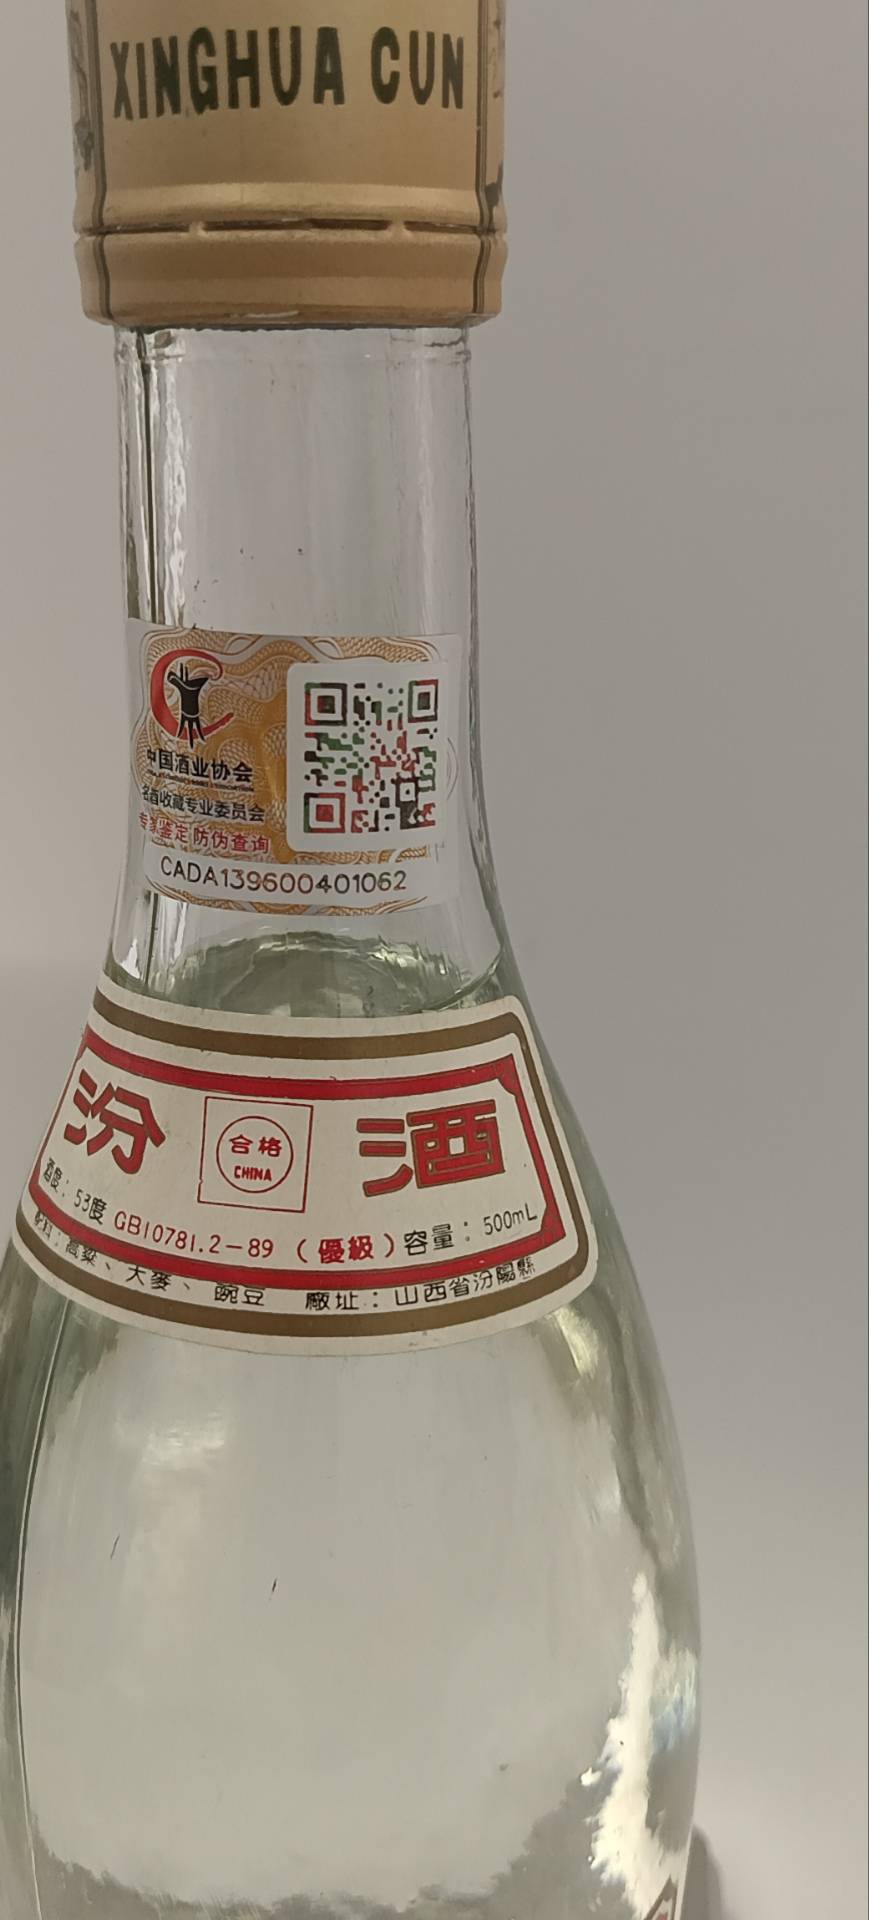 XINGHUA CUN
中国酒业协会
名酒收藏专业委员会
专家鉴定 防伪查询
CADA139600401062
汾 酒
合格
CHINA
酒度：53度 GB10781.2-89（優級）容量：500mL
配料：高粱、大麥、豌豆 廠址：山西省汾陽縣